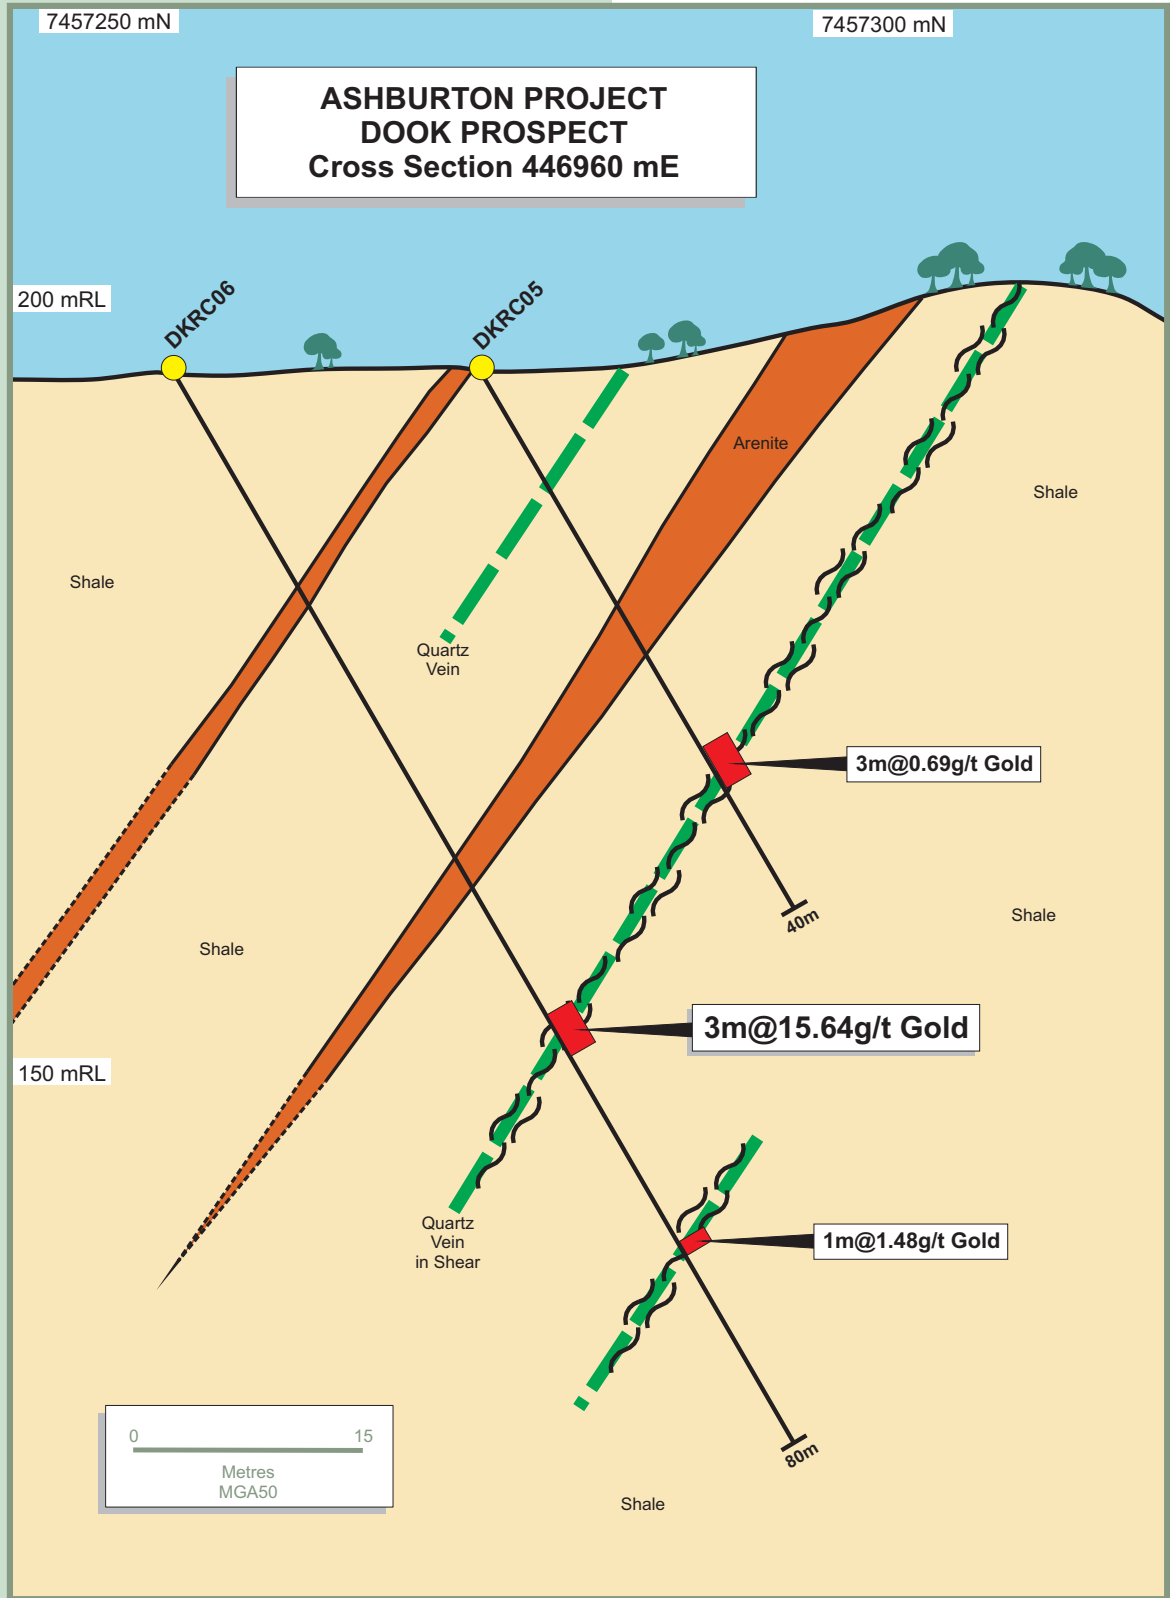 7457250 mN
7457300 mN
ASHBURTON PROJECT
DOOK PROSPECT
Cross Section 446960 mE
200 mRL
DKRC06
DKRC05
Arenite
Shale
Shale
Quartz
Vein
3m@0.69g/t Gold
40m
Shale
Shale
3m@15.64g/t Gold
150 mRL
Quartz
Vein
in Shear
1m@1.48g/t Gold
0 15
Metres
MGA50
80m
Shale